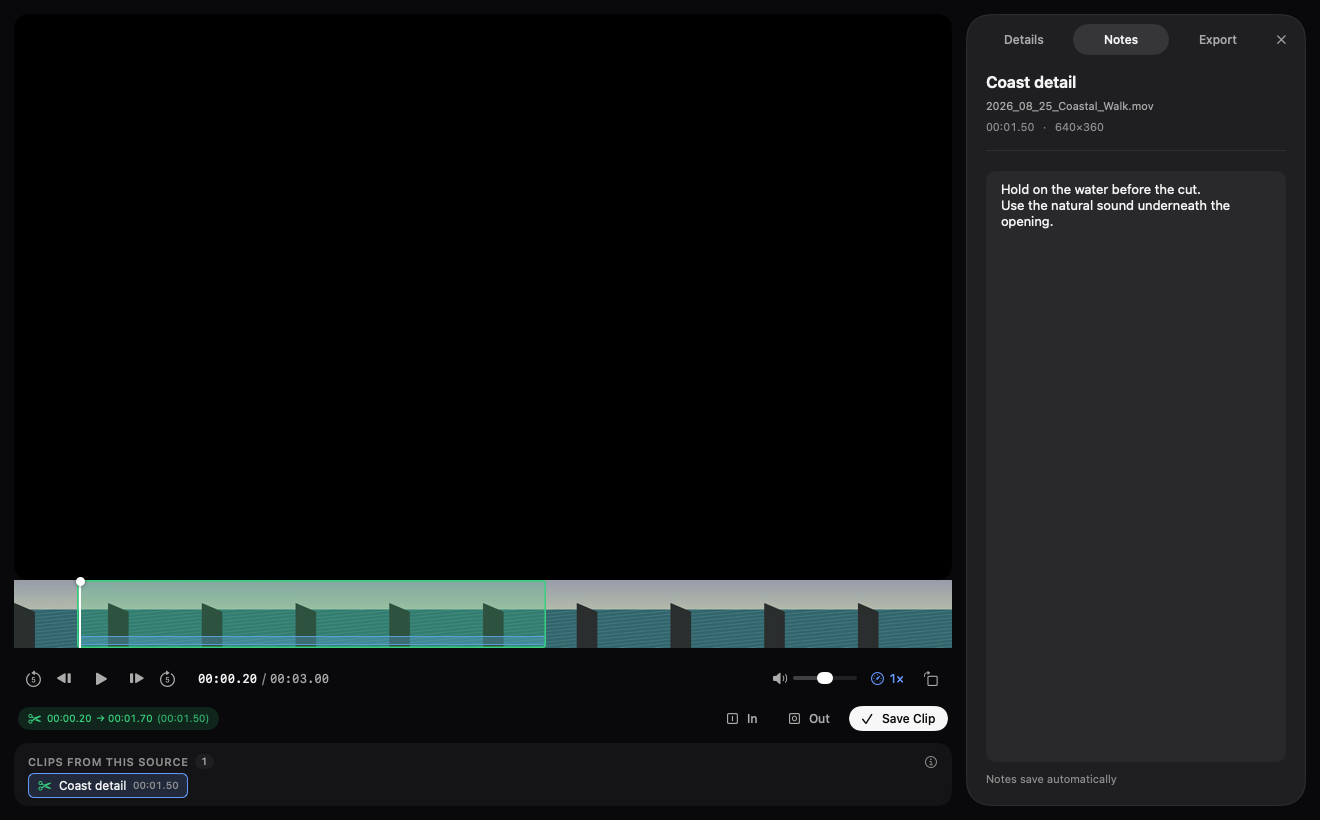 Details Notes Export
Coast detail
2026_08_25_Coastal_Walk.mov
00:01.50 · 640×360
Hold on the water before the cut.
Use the natural sound underneath the
opening.
Notes save automatically
5 5 00:00.20 / 00:03.00 1×
00:00.20 → 00:01.70 (00:01.50) In Out Save Clip
CLIPS FROM THIS SOURCE 1
Coast detail 00:01.50